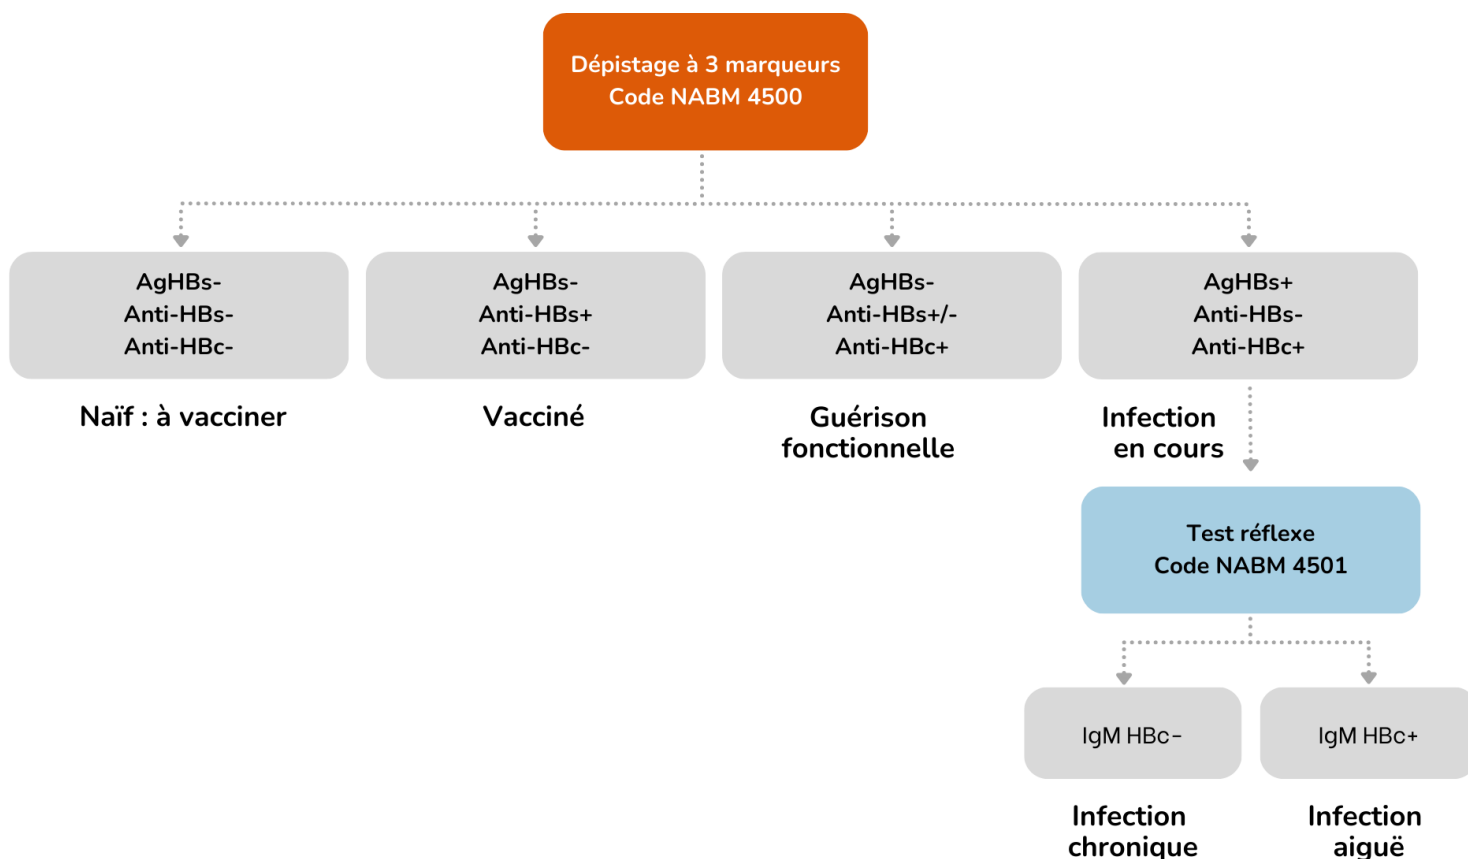 Dépistage à 3 marqueurs
Code NABM 4500
AgHBs-
Anti-HBs-
Anti-HBc-
Naïf : à vacciner
AgHBs-
Anti-HBs+
Anti-HBc-
Vacciné
AgHBs-
Anti-HBs+/-
Anti-HBc+
Guérison
fonctionnelle
AgHBs+
Anti-HBs-
Anti-HBc+
Infection
en cours
Test réflexe
Code NABM 4501
IgM HBc-
Infection
chronique
IgM HBc+
Infection
aiguë